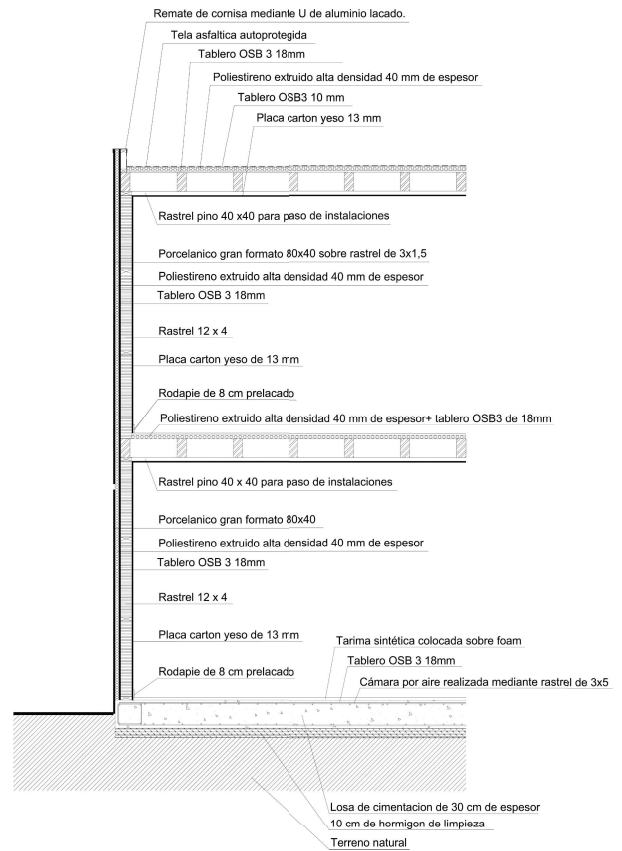 Remate de cornisa mediante U de aluminio lacado.
Tela asfaltica autoprotegida
Tablero OSB 3 18mm
Poliestireno extruido alta densidad 40 mm de espesor
Tablero OSB3 10 mm
Placa carton yeso 13 mm
Rastrel pino 40 x40 para paso de instalaciones
Porcelanico gran formato 80x40 sobre rastrel de 3x1,5
Poliestireno extruido alta densidad 40 mm de espesor
Tablero OSB 3 18mm
Rastrel 12 x 4
Placa carton yeso de 13 mm
Rodapie de 8 cm prelacado
Poliestireno extruido alta densidad 40 mm de espesor+ tablero OSB3 de 18mm
Rastrel pino 40 x 40 para paso de instalaciones
Porcelanico gran formato 80x40
Poliestireno extruido alta densidad 40 mm de espesor
Tablero OSB 3 18mm
Rastrel 12 x 4
Placa carton yeso de 13 mm
Tarima sintética colocada sobre foam
Tablero OSB 3 18mm
Rodapie de 8 cm prelacado
Cámara por aire realizada mediante rastrel de 3x5
Losa de cimentacion de 30 cm de espesor
10 cm de hormigon de limpieza
Terreno natural